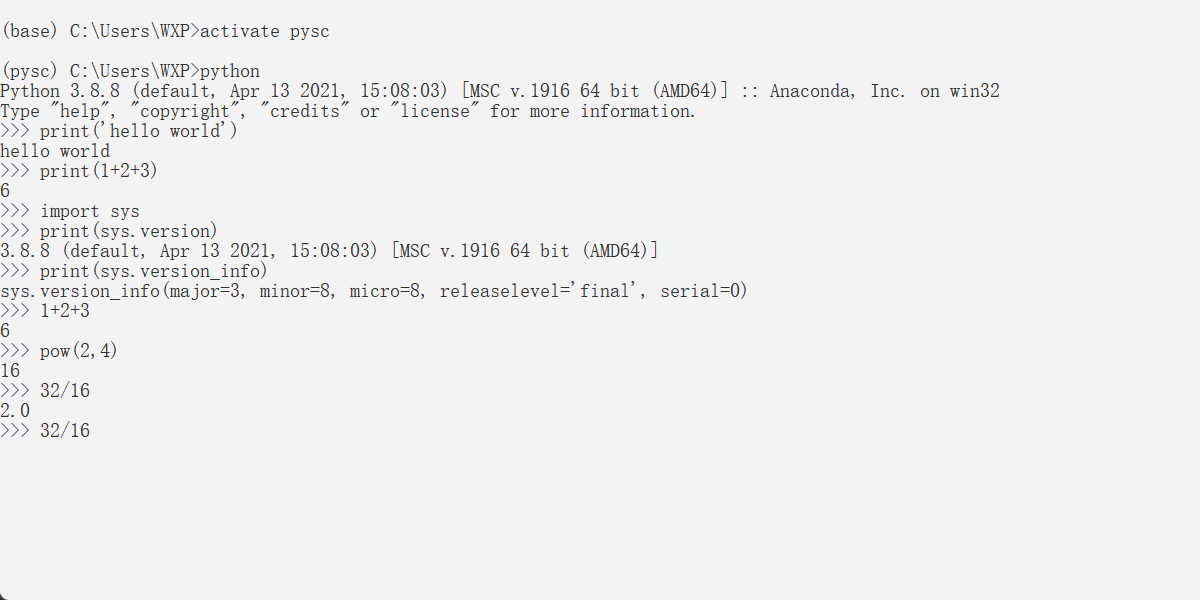 (base) C:\Users\WXP>activate pysc
(pysc) C:\Users\WXP>python
Python 3.8.8 (default, Apr 13 2021, 15:08:03) [MSC v.1916 64 bit (AMD64)] :: Anaconda, Inc. on win32
Type "help", "copyright", "credits" or "license" for more information.
>>> print('hello world')
hello world
>>> print(1+2+3)
6
>>> import sys
>>> print(sys.version)
3.8.8 (default, Apr 13 2021, 15:08:03) [MSC v.1916 64 bit (AMD64)]
>>> print(sys.version_info)
sys.version_info(major=3, minor=8, micro=8, releaselevel='final', serial=0)
>>> 1+2+3
6
>>> pow(2,4)
16
>>> 32/16
2.0
>>> 32/16